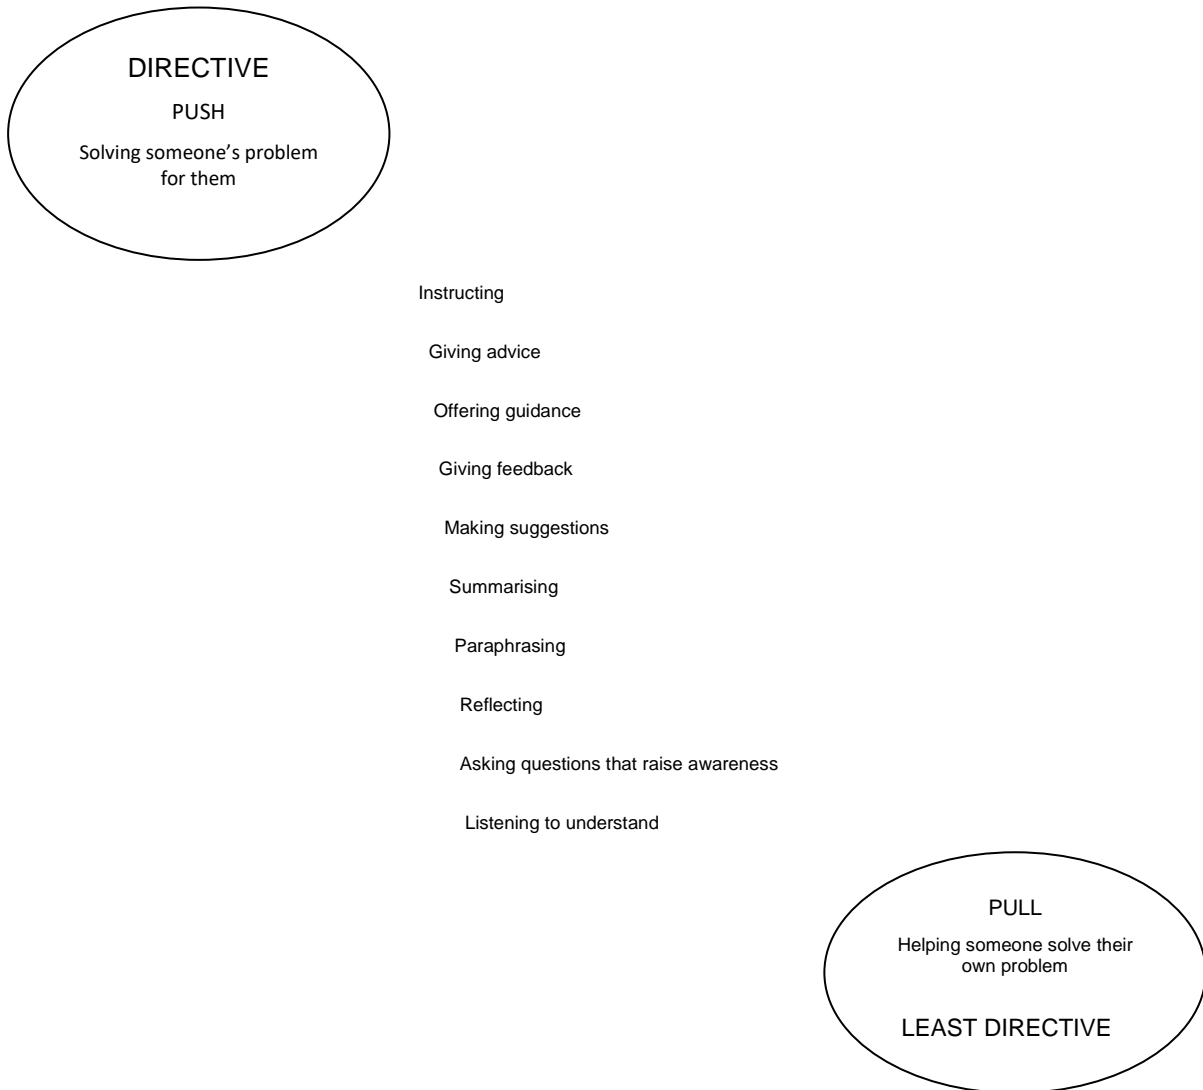 DIRECTIVE
PUSH
Solving someone’s problem
for them
Instructing
Giving advice
Offering guidance
Giving feedback
Making suggestions
Summarising
Paraphrasing
Reflecting
Asking questions that raise awareness
Listening to understand
PULL
Helping someone solve their
own problem
LEAST DIRECTIVE